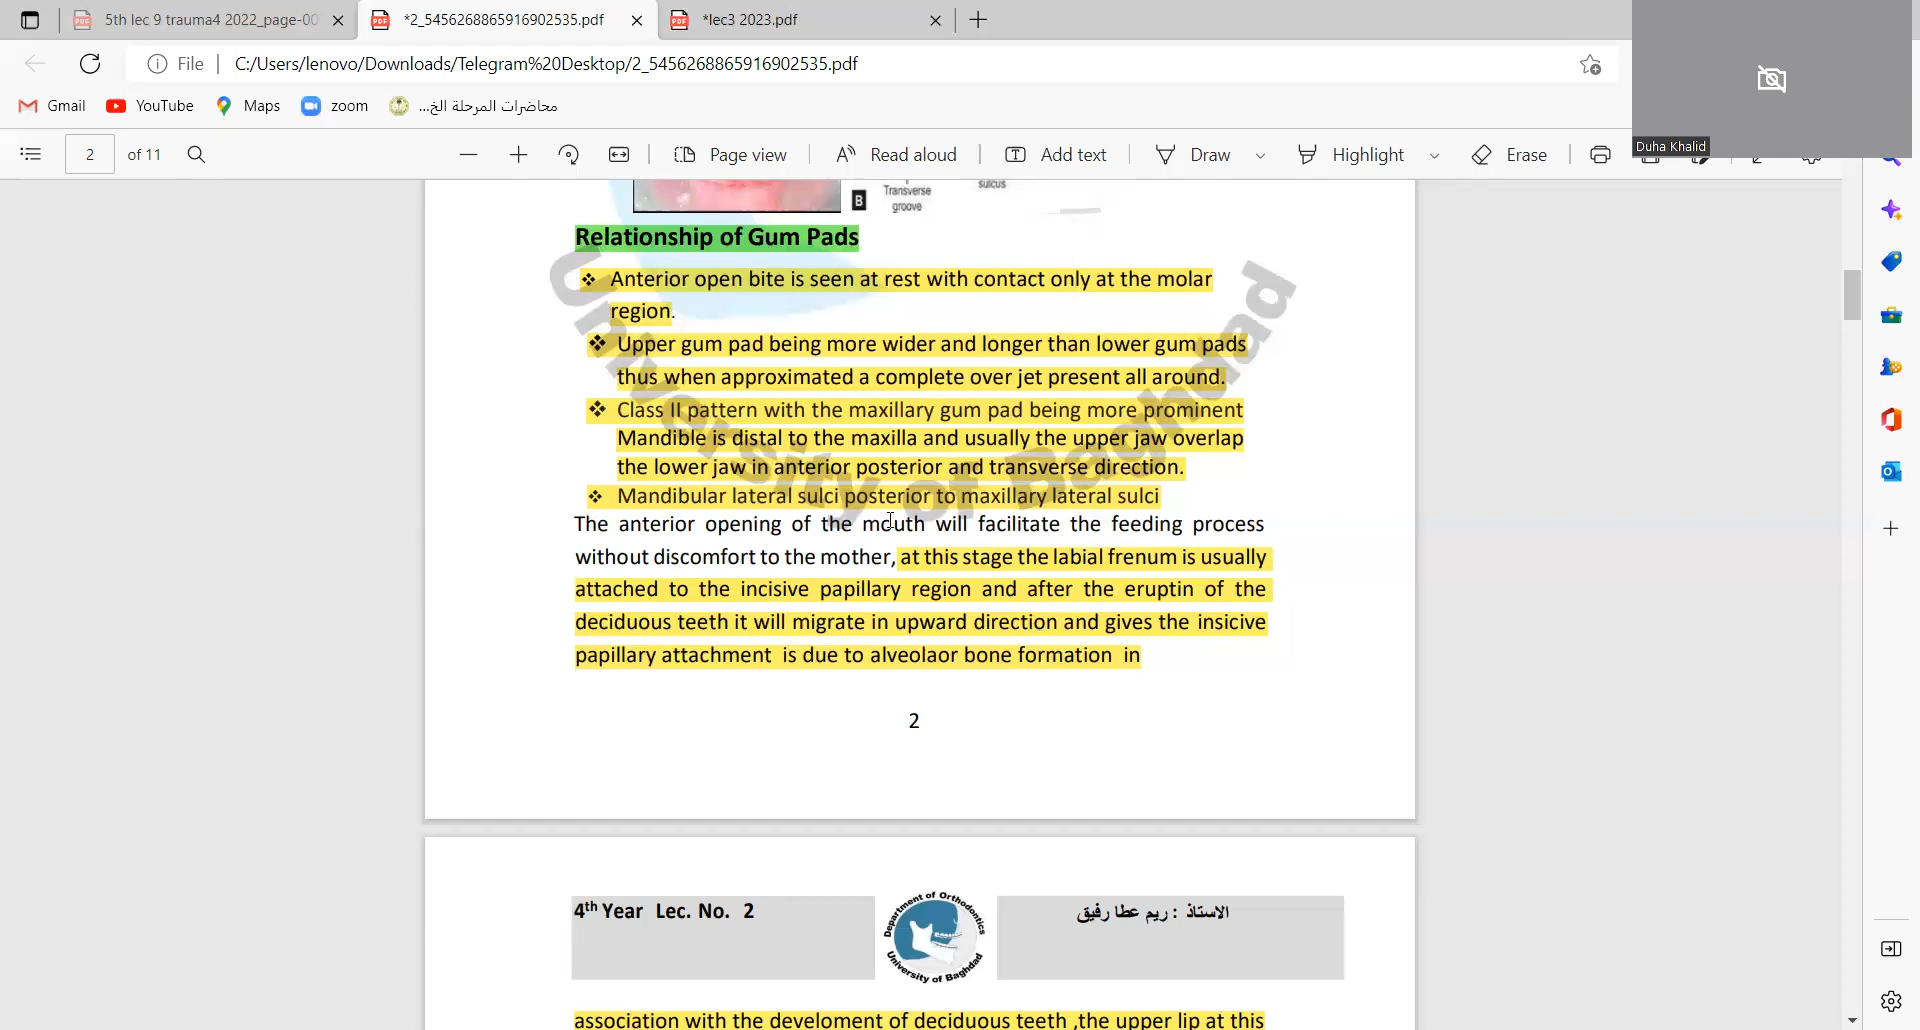 5th lec 9 trauma4 2022_page-00
*2_5456268865916902535.pdf
*lec3 2023.pdf
File
C:/Users/lenovo/Downloads/Telegram%20Desktop/2_5456268865916902535.pdf
Gmail
YouTube
Maps
zoom
محاضرات المرحلة الخ...
2
of 11
Page view
Read aloud
Add text
Draw
Highlight
Erase
Duha Khalid
B
Transverse
groove
sulcus
Relationship of Gum Pads
❖ Anterior open bite is seen at rest with contact only at the molar
region.
❖ Upper gum pad being more wider and longer than lower gum pads
thus when approximated a complete over jet present all around.
❖ Class II pattern with the maxillary gum pad being more prominent
Mandible is distal to the maxilla and usually the upper jaw overlap
the lower jaw in anterior posterior and transverse direction.
❖ Mandibular lateral sulci posterior to maxillary lateral sulci
The anterior opening of the mouth will facilitate the feeding process
without discomfort to the mother, at this stage the labial frenum is usually
attached to the incisive papillary region and after the eruptin of the
deciduous teeth it will migrate in upward direction and gives the insicive
papillary attachment is due to alveolaor bone formation in
University of Baghdad
2
4th Year Lec. No. 2
Department of Orthodontics
University of Baghdad
الاستاذ : ريم عطا رفيق
association with the develoment of deciduous teeth ,the upper lip at this